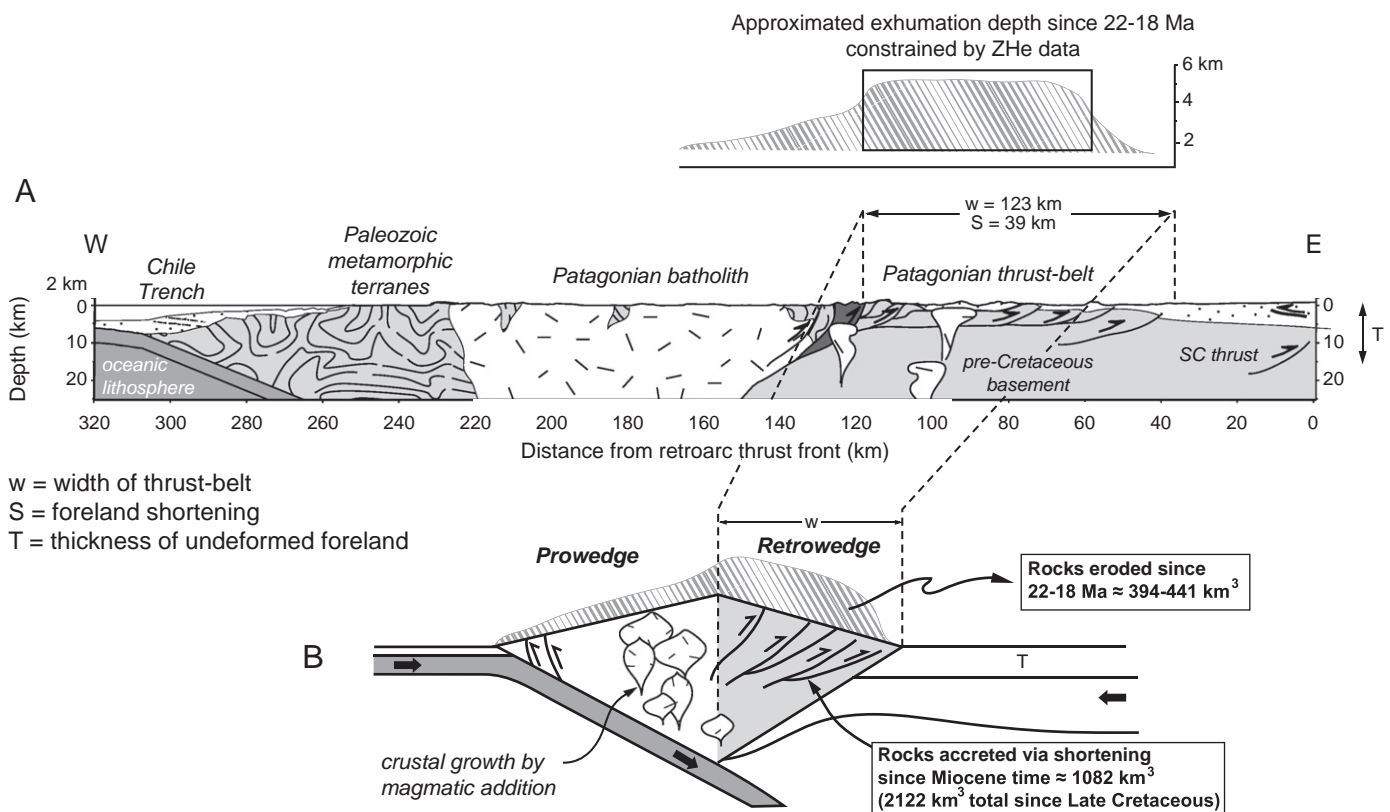 Approximated exhumation depth since 22-18 Ma
constrained by ZHe data
6 km
4
2
A
w = 123 km
S = 39 km
W
E
Chile
Trench
Paleozoic
metamorphic
terranes
Patagonian batholith
Patagonian thrust-belt
2 km
0
10
20
Depth (km)
oceanic
lithosphere
pre-Cretaceous
basement
SC thrust
0
10
20
T
320 300 280 260 240 220 200 180 160 140 120 100 80 60 40 20 0
Distance from retroarc thrust front (km)
w = width of thrust-belt
S = foreland shortening
T = thickness of undeformed foreland
w
Prowedge
Retrowedge
Rocks eroded since
22-18 Ma ≈ 394-441 km³
B
T
crustal growth by
magmatic addition
Rocks accreted via shortening
since Miocene time ≈ 1082 km³
(2122 km³ total since Late Cretaceous)